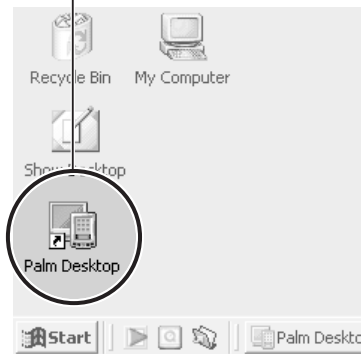 Recycle Bin My Computer
Show Desktop
Palm Desktop
Start Palm Deskto